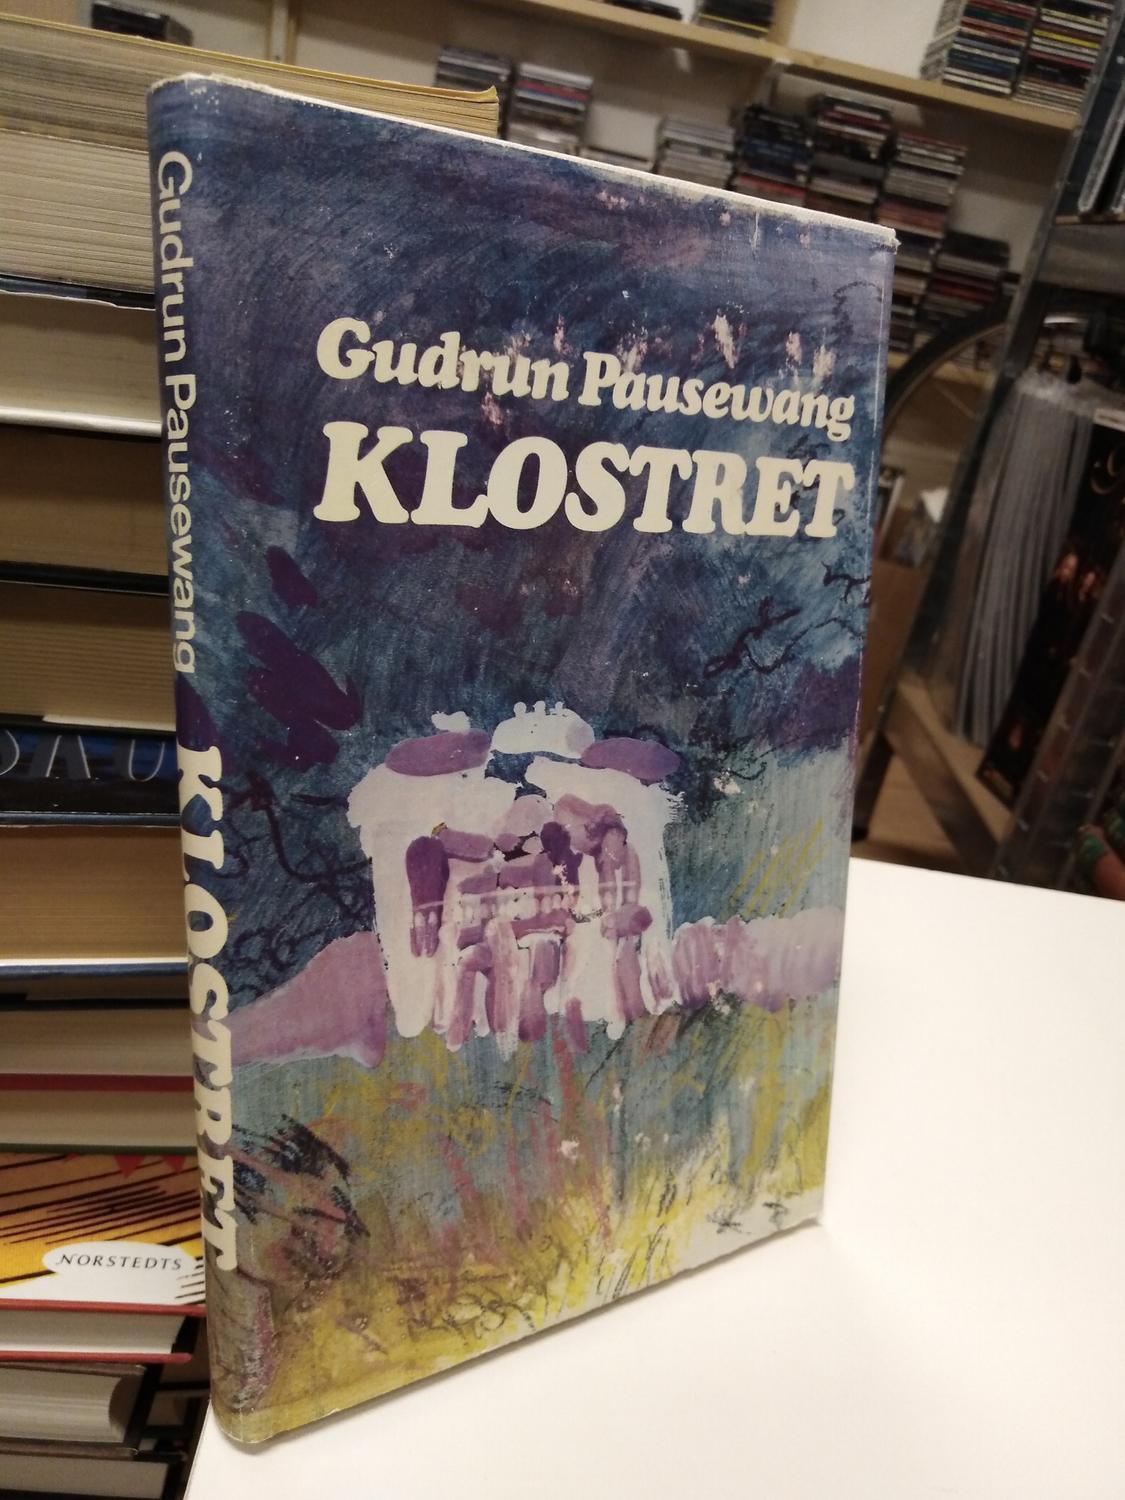 Gudrun Pausewang
KLOSTRET
Gudrun Pausewang KLOSTRET
NORSTEDTS